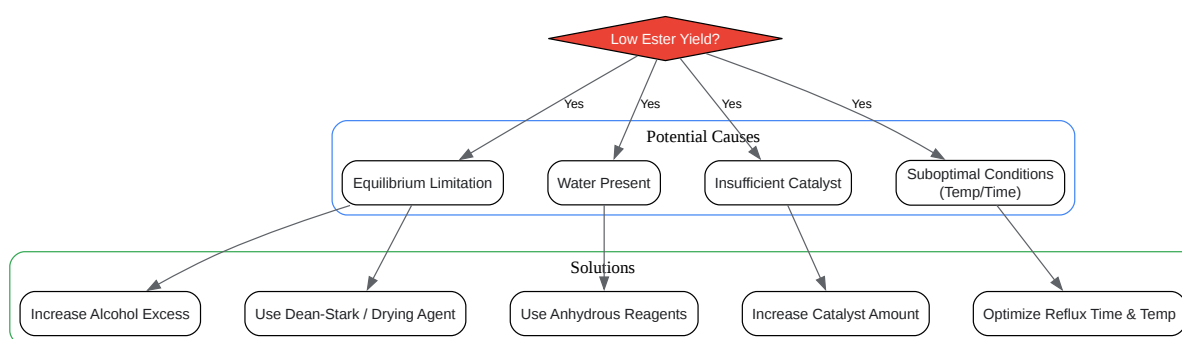 Low Ester Yield?
Yes
Yes
Yes
Yes
Potential Causes
Equilibrium Limitation
Water Present
Insufficient Catalyst
Suboptimal Conditions
(Temp/Time)
Solutions
Increase Alcohol Excess
Use Dean-Stark / Drying Agent
Use Anhydrous Reagents
Increase Catalyst Amount
Optimize Reflux Time & Temp